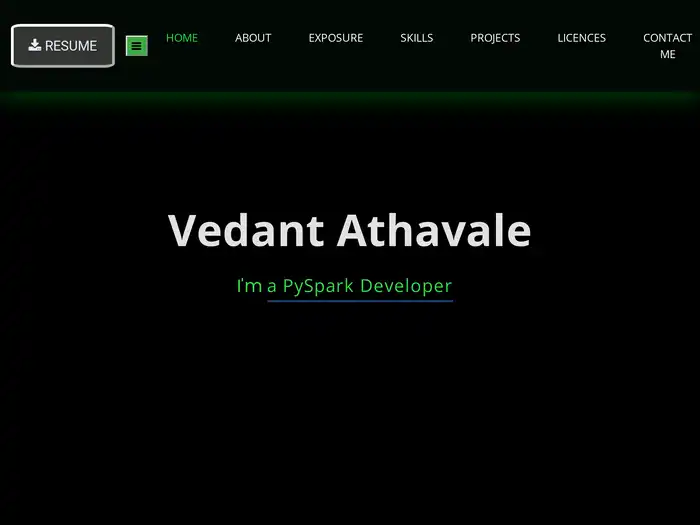 RESUME
HOME
ABOUT
EXPOSURE
SKILLS
PROJECTS
LICENCES
CONTACT
ME
Vedant Athavale
I'm a PySpark Developer